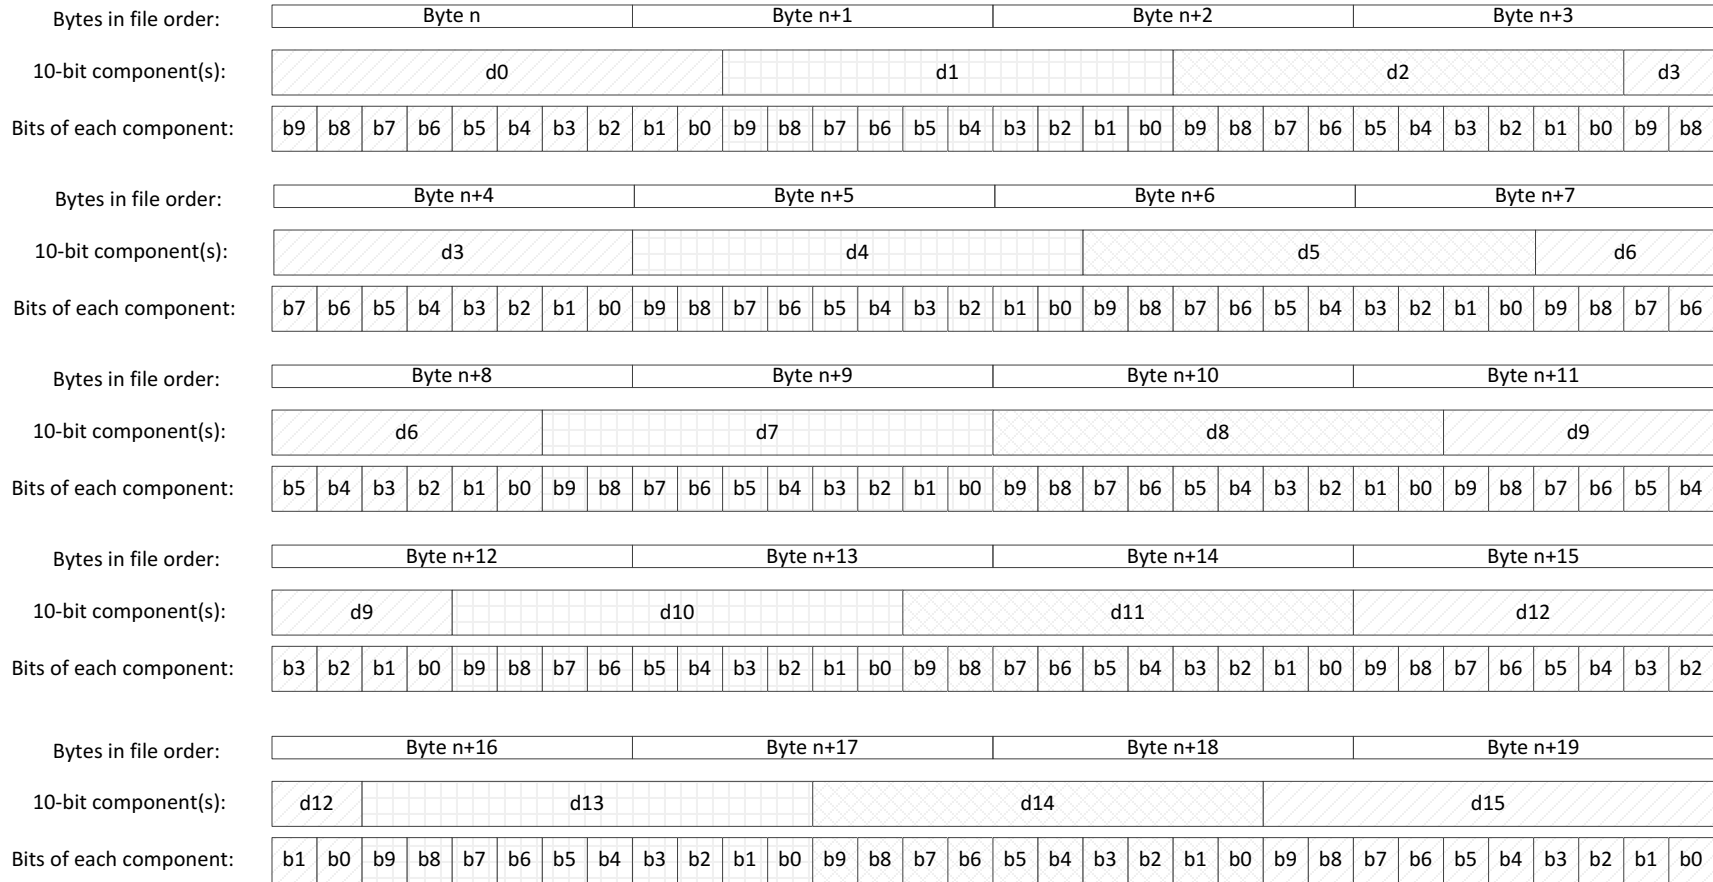 Bytes in file order: Byte n Byte n+1 Byte n+2 Byte n+3
10-bit component(s): d0 d1 d2 d3
Bits of each component: b9 b8 b7 b6 b5 b4 b3 b2 b1 b0 b9 b8 b7 b6 b5 b4 b3 b2 b1 b0 b9 b8 b7 b6 b5 b4 b3 b2 b1 b0 b9 b8
Bytes in file order: Byte n+4 Byte n+5 Byte n+6 Byte n+7
10-bit component(s): d3 d4 d5 d6
Bits of each component: b7 b6 b5 b4 b3 b2 b1 b0 b9 b8 b7 b6 b5 b4 b3 b2 b1 b0 b9 b8 b7 b6 b5 b4 b3 b2 b1 b0 b9 b8 b7 b6
Bytes in file order: Byte n+8 Byte n+9 Byte n+10 Byte n+11
10-bit component(s): d6 d7 d8 d9
Bits of each component: b5 b4 b3 b2 b1 b0 b9 b8 b7 b6 b5 b4 b3 b2 b1 b0 b9 b8 b7 b6 b5 b4 b3 b2 b1 b0 b9 b8 b7 b6 b5 b4
Bytes in file order: Byte n+12 Byte n+13 Byte n+14 Byte n+15
10-bit component(s): d9 d10 d11 d12
Bits of each component: b3 b2 b1 b0 b9 b8 b7 b6 b5 b4 b3 b2 b1 b0 b9 b8 b7 b6 b5 b4 b3 b2 b1 b0 b9 b8 b7 b6 b5 b4 b3 b2
Bytes in file order: Byte n+16 Byte n+17 Byte n+18 Byte n+19
10-bit component(s): d12 d13 d14 d15
Bits of each component: b1 b0 b9 b8 b7 b6 b5 b4 b3 b2 b1 b0 b9 b8 b7 b6 b5 b4 b3 b2 b1 b0 b9 b8 b7 b6 b5 b4 b3 b2 b1 b0